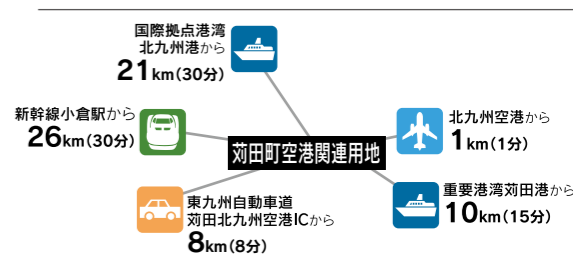 国際拠点港湾
北九州港から
21km(30分)
新幹線小倉駅から
26km(30分)
苅田町空港関連用地
北九州空港から
1km(1分)
東九州自動車道
苅田北九州空港ICから
8km(8分)
重要港湾苅田港から
10km(15分)